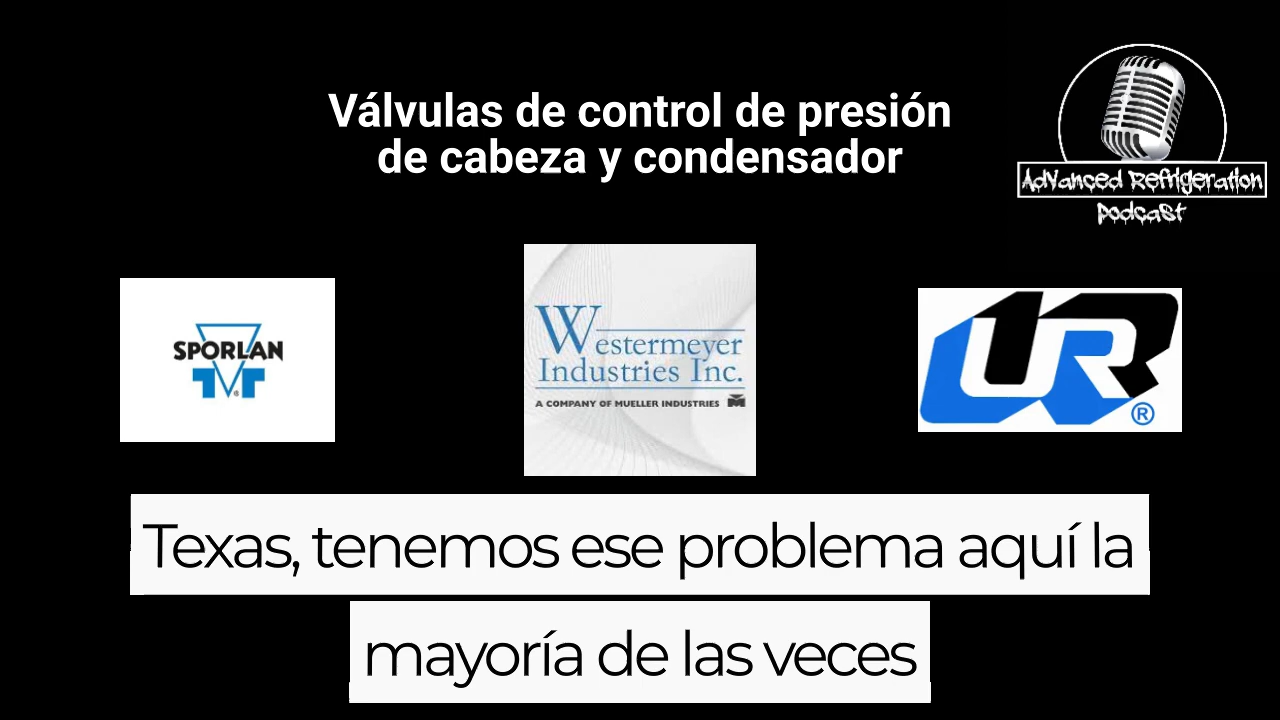 Válvulas de control de presión
de cabeza y condensador
Advanced Refrigeration
Podcast
SPORLAN
®
Westermeyer
Industries Inc.
A COMPANY OF MUELLER INDUSTRIES
UR
®
Texas, tenemos ese problema aquí la
mayoría de las veces